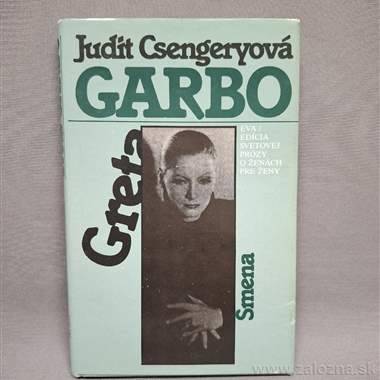 Judit Csengeryová
GARBO
Greta
EVA /
EDÍCIA
SVETOVEJ
PRÓZY
O ŽENÁCH
PRE ŽENY
Smena
www.zalozna.sk